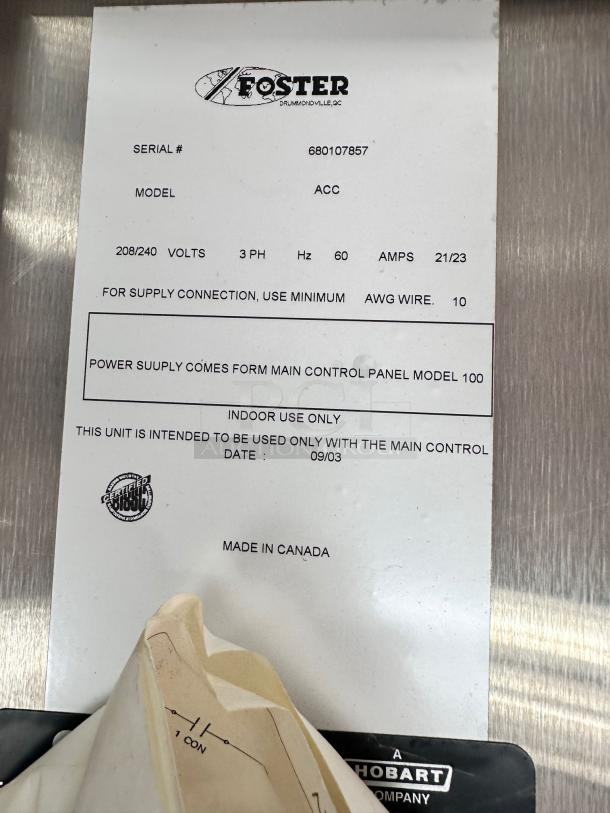 FOSTER
DRUMMONDVILLE,QC
SERIAL # 680107857
MODEL ACC
208/240 VOLTS 3 PH Hz 60 AMPS 21/23
FOR SUPPLY CONNECTION, USE MINIMUM AWG WIRE. 10
POWER SUUPLY COMES FORM MAIN CONTROL PANEL MODEL 100
INDOOR USE ONLY
THIS UNIT IS INTENDED TO BE USED ONLY WITH THE MAIN CONTROL
DATE : 09/03
CERTIFIED
MADE IN CANADA
1 CON
A
HOBART
COMPANY